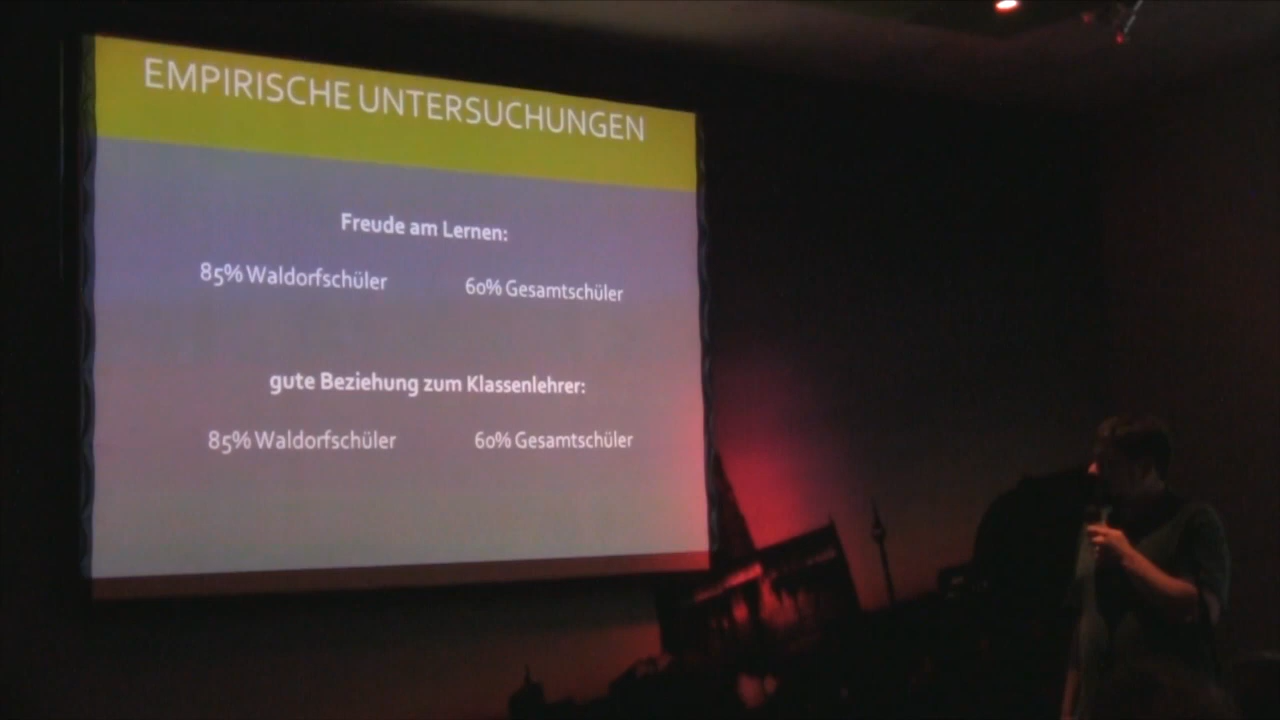 EMPIRISCHE UNTERSUCHUNGEN
Freude am Lernen:
85% Waldorfschüler 60% Gesamtschüler
gute Beziehung zum Klassenlehrer:
85% Waldorfschüler 60% Gesamtschüler